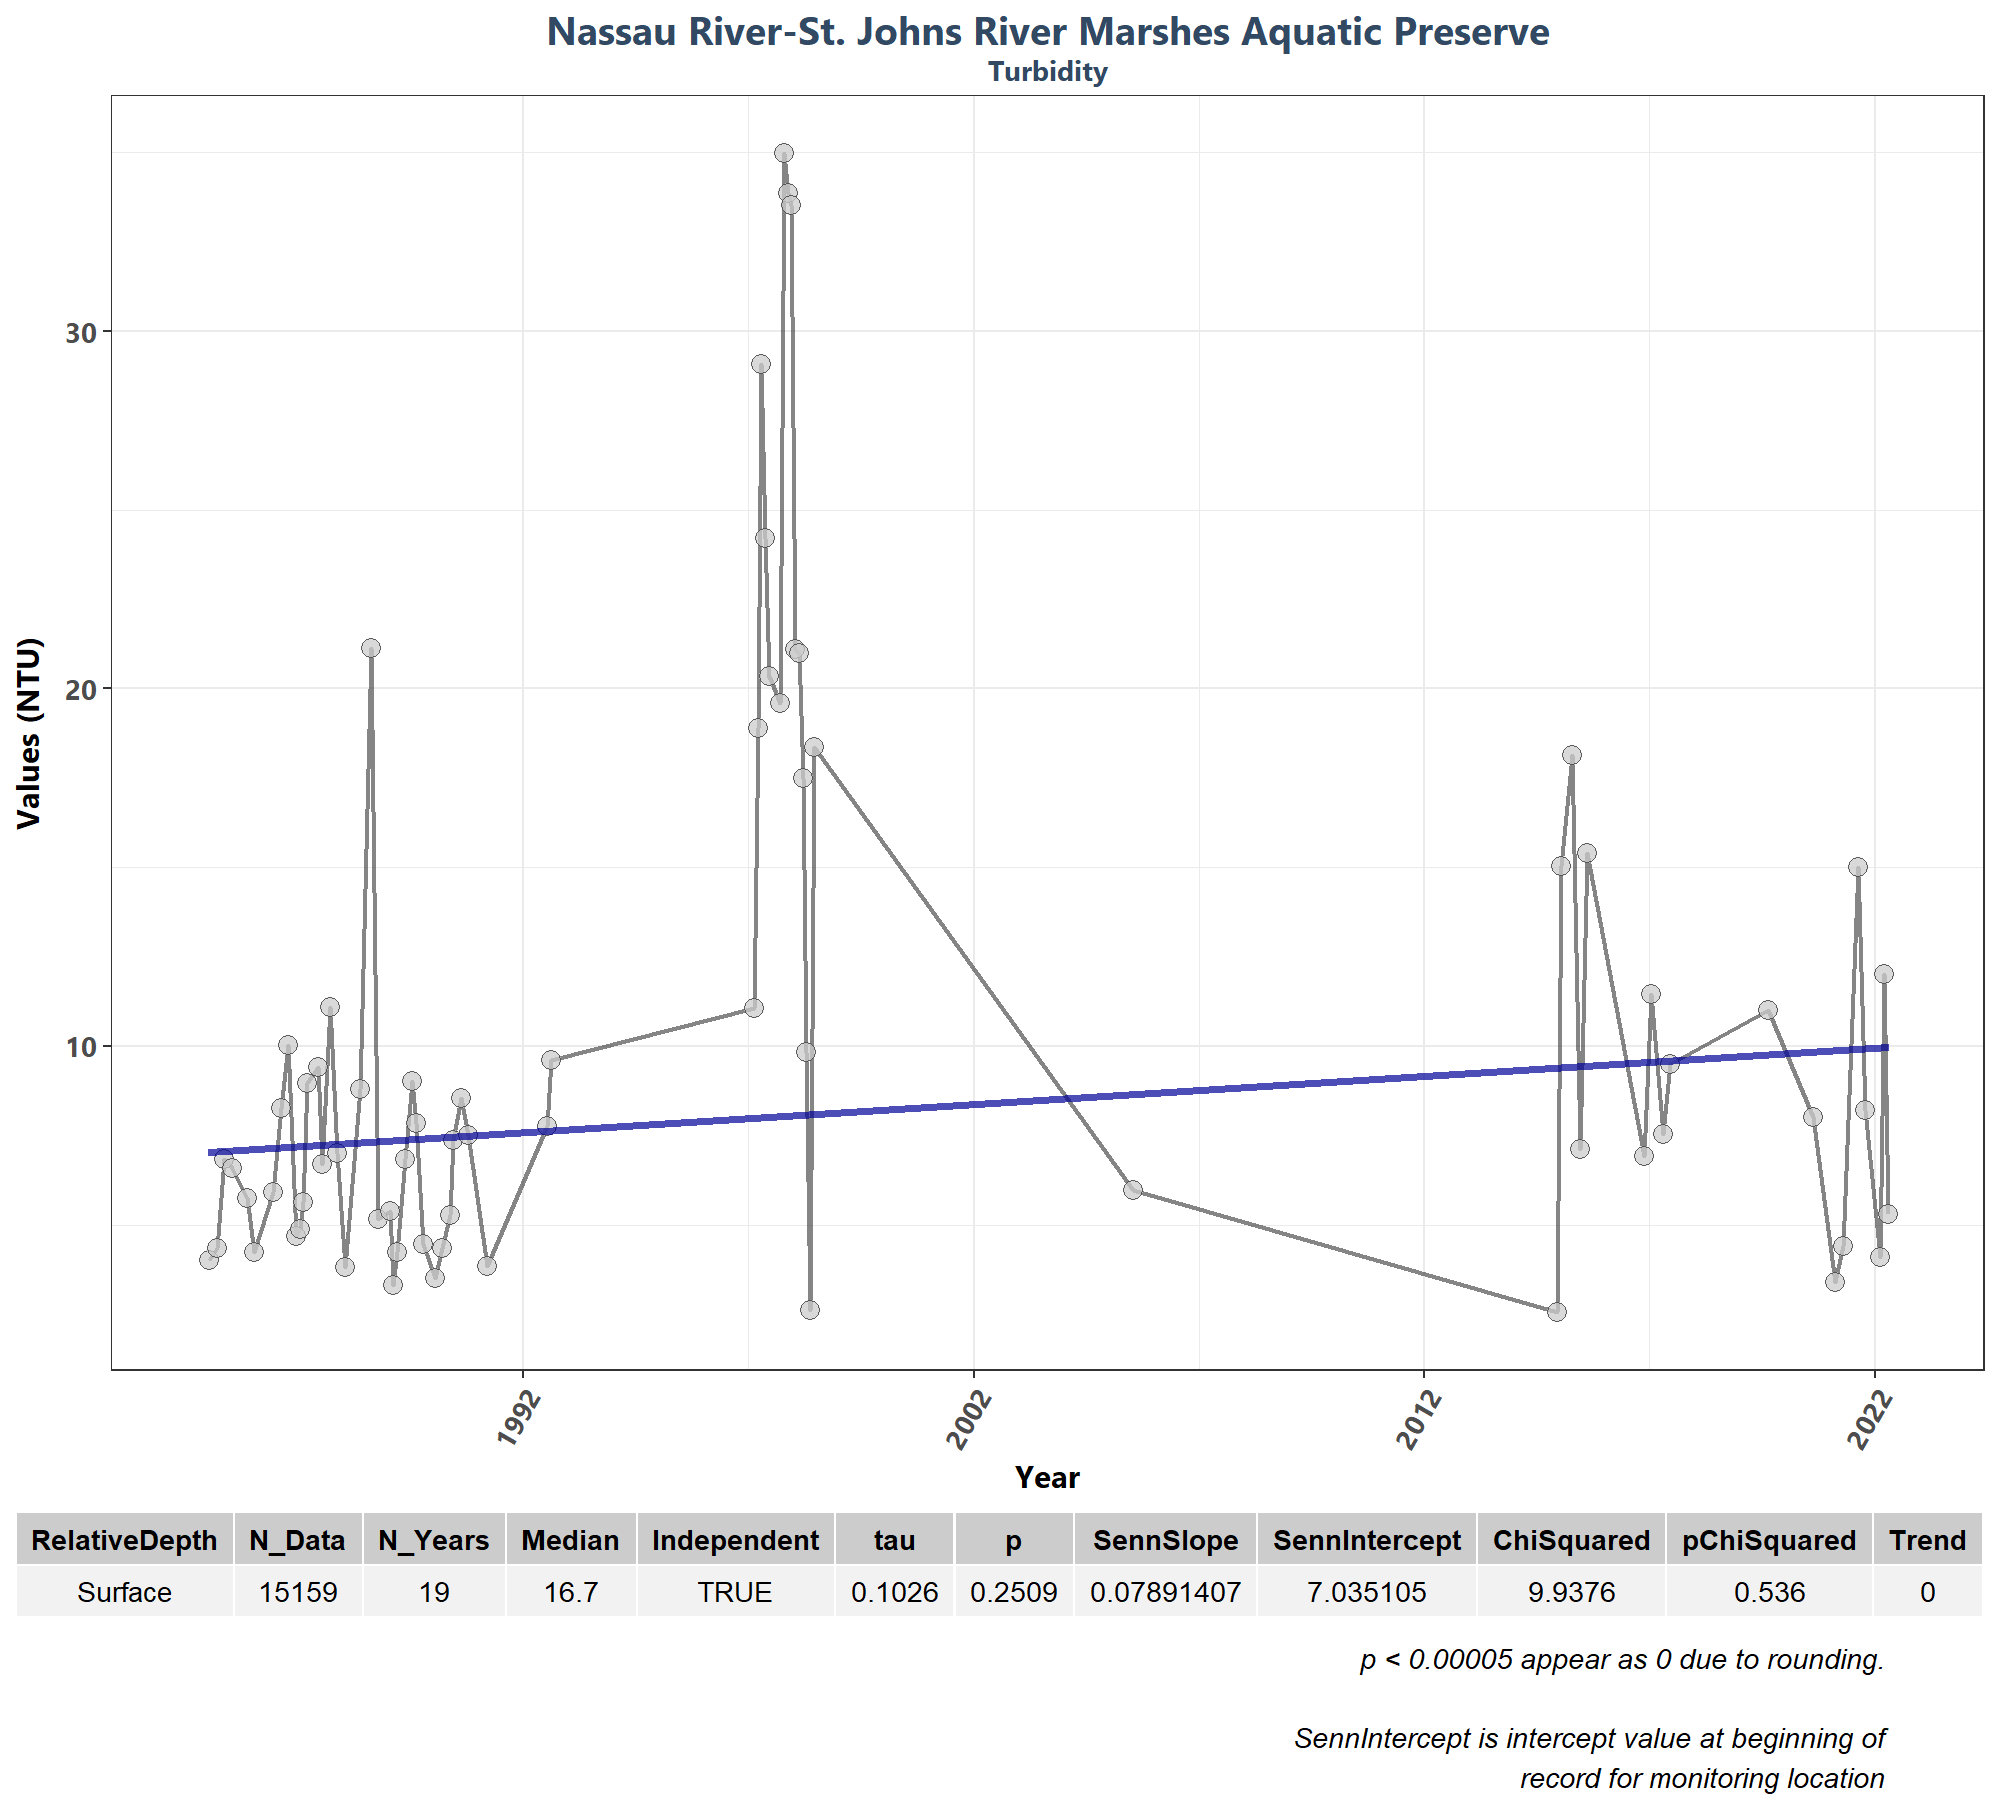 Nassau River-St. Johns River Marshes Aquatic Preserve
Turbidity
Values (NTU)
30
20
10
1992
2002
2012
2022
Year
RelativeDepth N_Data N_Years Median Independent tau p SennSlope SennIntercept ChiSquared pChiSquared Trend
Surface 15159 19 16.7 TRUE 0.1026 0.2509 0.07891407 7.035105 9.9376 0.536 0
p < 0.00005 appear as 0 due to rounding.
SennIntercept is intercept value at beginning of
record for monitoring location